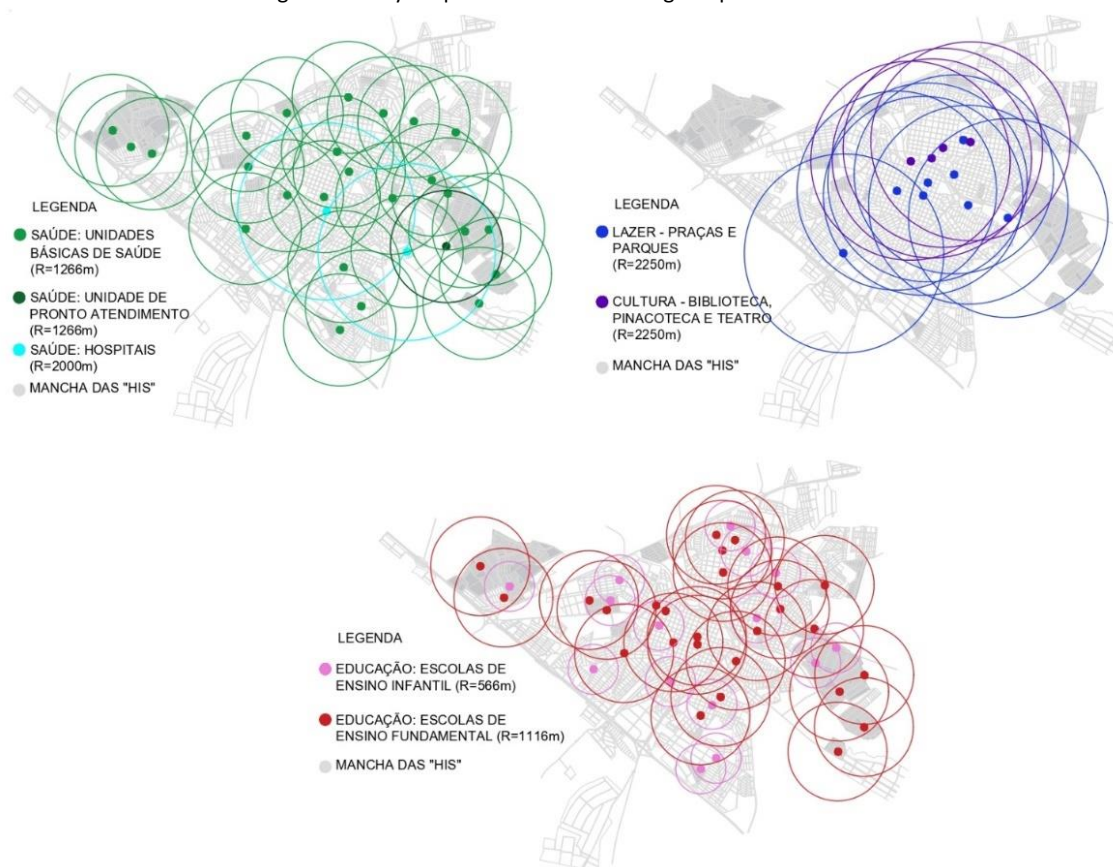 LEGENDA
SAÚDE: UNIDADES
BÁSICAS DE SAÚDE
(R=1266m)
SAÚDE: UNIDADE DE
PRONTO ATENDIMENTO
(R=1266m)
SAÚDE: HOSPITAIS
(R=2000m)
MANCHA DAS "HIS"
LEGENDA
LAZER - PRAÇAS E
PARQUES
(R=2250m)
CULTURA - BIBLIOTECA,
PINACOTECA E TEATRO
(R=2250m)
MANCHA DAS "HIS"
LEGENDA
EDUCAÇÃO: ESCOLAS DE
ENSINO INFANTIL (R=566m)
EDUCAÇÃO: ESCOLAS DE
ENSINO FUNDAMENTAL (R=1116m)
MANCHA DAS "HIS"